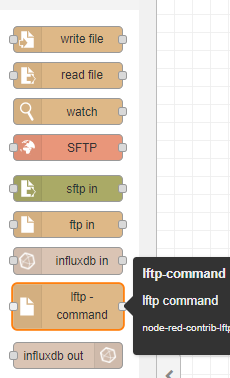 write file
read file
watch
SFTP
sftp in
ftp in
influxdb in
lftp -
command
influxdb out
lftp-command
lftp command
node-red-contrib-lft